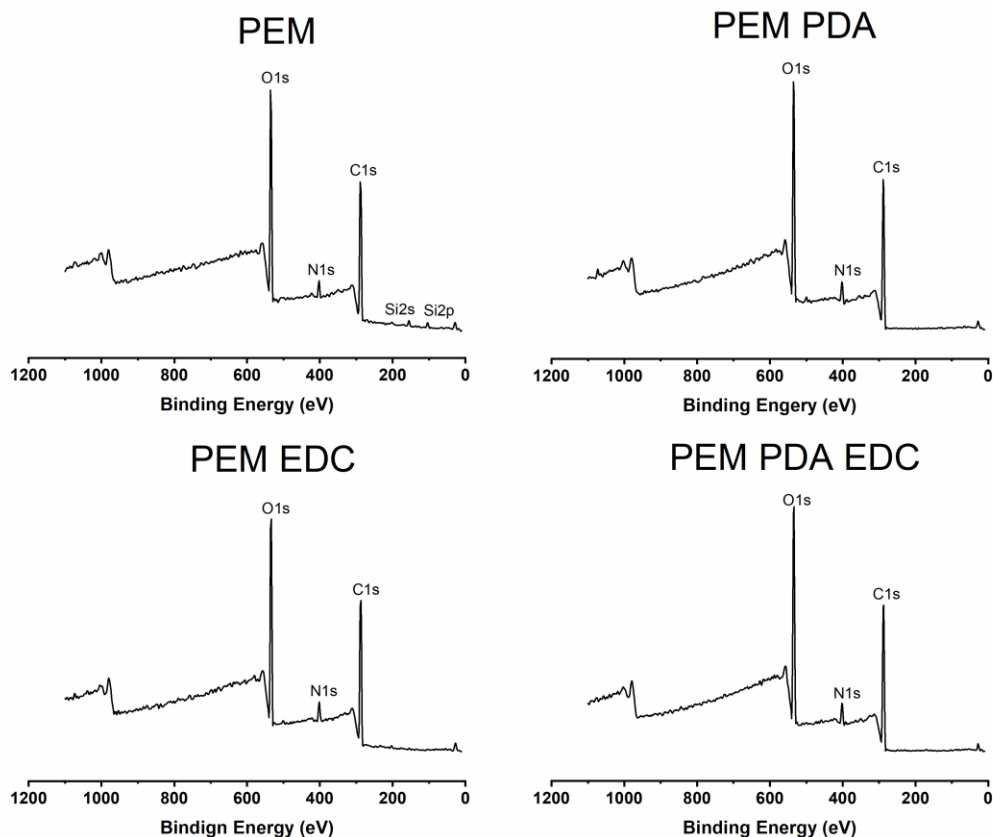 PEM
O1s
C1s
N1s
Si2s Si2p
1200 1000 800 600 400 200 0
Binding Energy (eV)
PEM PDA
O1s
C1s
N1s
1200 1000 800 600 400 200 0
Binding Engery (eV)
PEM EDC
O1s
C1s
N1s
1200 1000 800 600 400 200 0
Bindign Energy (eV)
PEM PDA EDC
O1s
C1s
N1s
1200 1000 800 600 400 200 0
Binding Energy (eV)